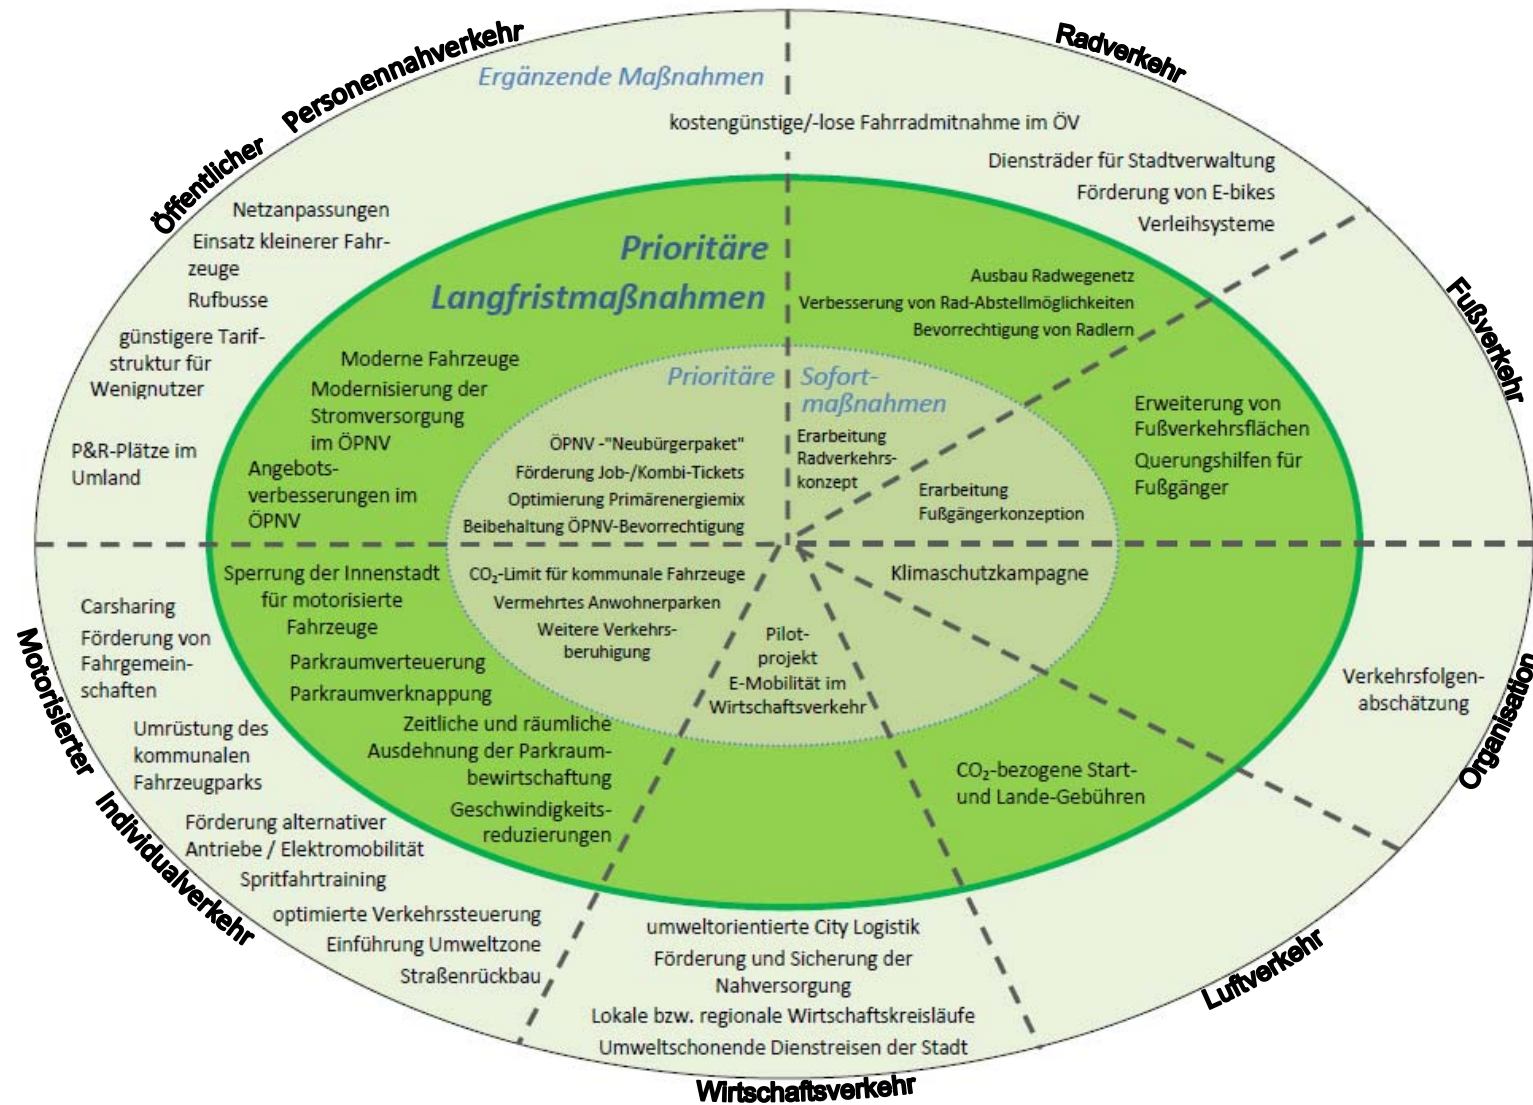 Öffentlicher Personennahverkehr
Ergänzende Maßnahmen
Radverkehr
kostengünstige/-lose Fahrradmitnahme im ÖV
Diensträder für Stadtverwaltung
Förderung von E-bikes
Verleihsysteme
Netzanpassungen
Einsatz kleinerer Fahr-
zeuge
Rufbusse
günstigere Tarif-
struktur für
Wenignutzer
P&R-Plätze im
Umland
Prioritäre
Langfristmaßnahmen
Moderne Fahrzeuge
Modernisierung der
Stromversorgung
im ÖPNV
Angebots-
verbesserungen im
ÖPNV
Ausbau Radwegenetz
Verbesserung von Rad-Abstellmöglichkeiten
Bevorrechtigung von Radlern
Fußverkehr
Erweiterung von
Fußverkehrsflächen
Querungshilfen für
Fußgänger
Prioritäre Sofort-
maßnahmen
ÖPNV -"Neubürgerpaket"
Förderung Job-/Kombi-Tickets
Optimierung Primärenergiemix
Beibehaltung ÖPNV-Bevorrechtigung
Erarbeitung
Radverkehrs-
konzept
Erarbeitung
Fußgängerkonzeption
CO₂-Limit für kommunale Fahrzeuge
Vermehrtes Anwohnerparken
Weitere Verkehrs-
beruhigung
Pilot-
projekt
E-Mobilität im
Wirtschaftsverkehr
Klimaschutzkampagne
Sperrung der Innenstadt
für motorisierte
Fahrzeuge
Parkraumverteuerung
Parkraumverknappung
Zeitliche und räumliche
Ausdehnung der Parkraum-
bewirtschaftung
Geschwindigkeits-
reduzierungen
CO₂-bezogene Start-
und Lande-Gebühren
Verkehrsfolgen-
abschätzung
Organisation
Motorisierter Individualverkehr
Carsharing
Förderung von
Fahrgemein-
schaften
Umrüstung des
kommunalen
Fahrzeugparks
Förderung alternativer
Antriebe / Elektromobilität
Spritfahrtraining
optimierte Verkehrssteuerung
Einführung Umweltzone
Straßenrückbau
umweltorientierte City Logistik
Förderung und Sicherung der
Nahversorgung
Lokale bzw. regionale Wirtschaftskreisläufe
Umweltschonende Dienstreisen der Stadt
Wirtschaftsverkehr
Luftverkehr